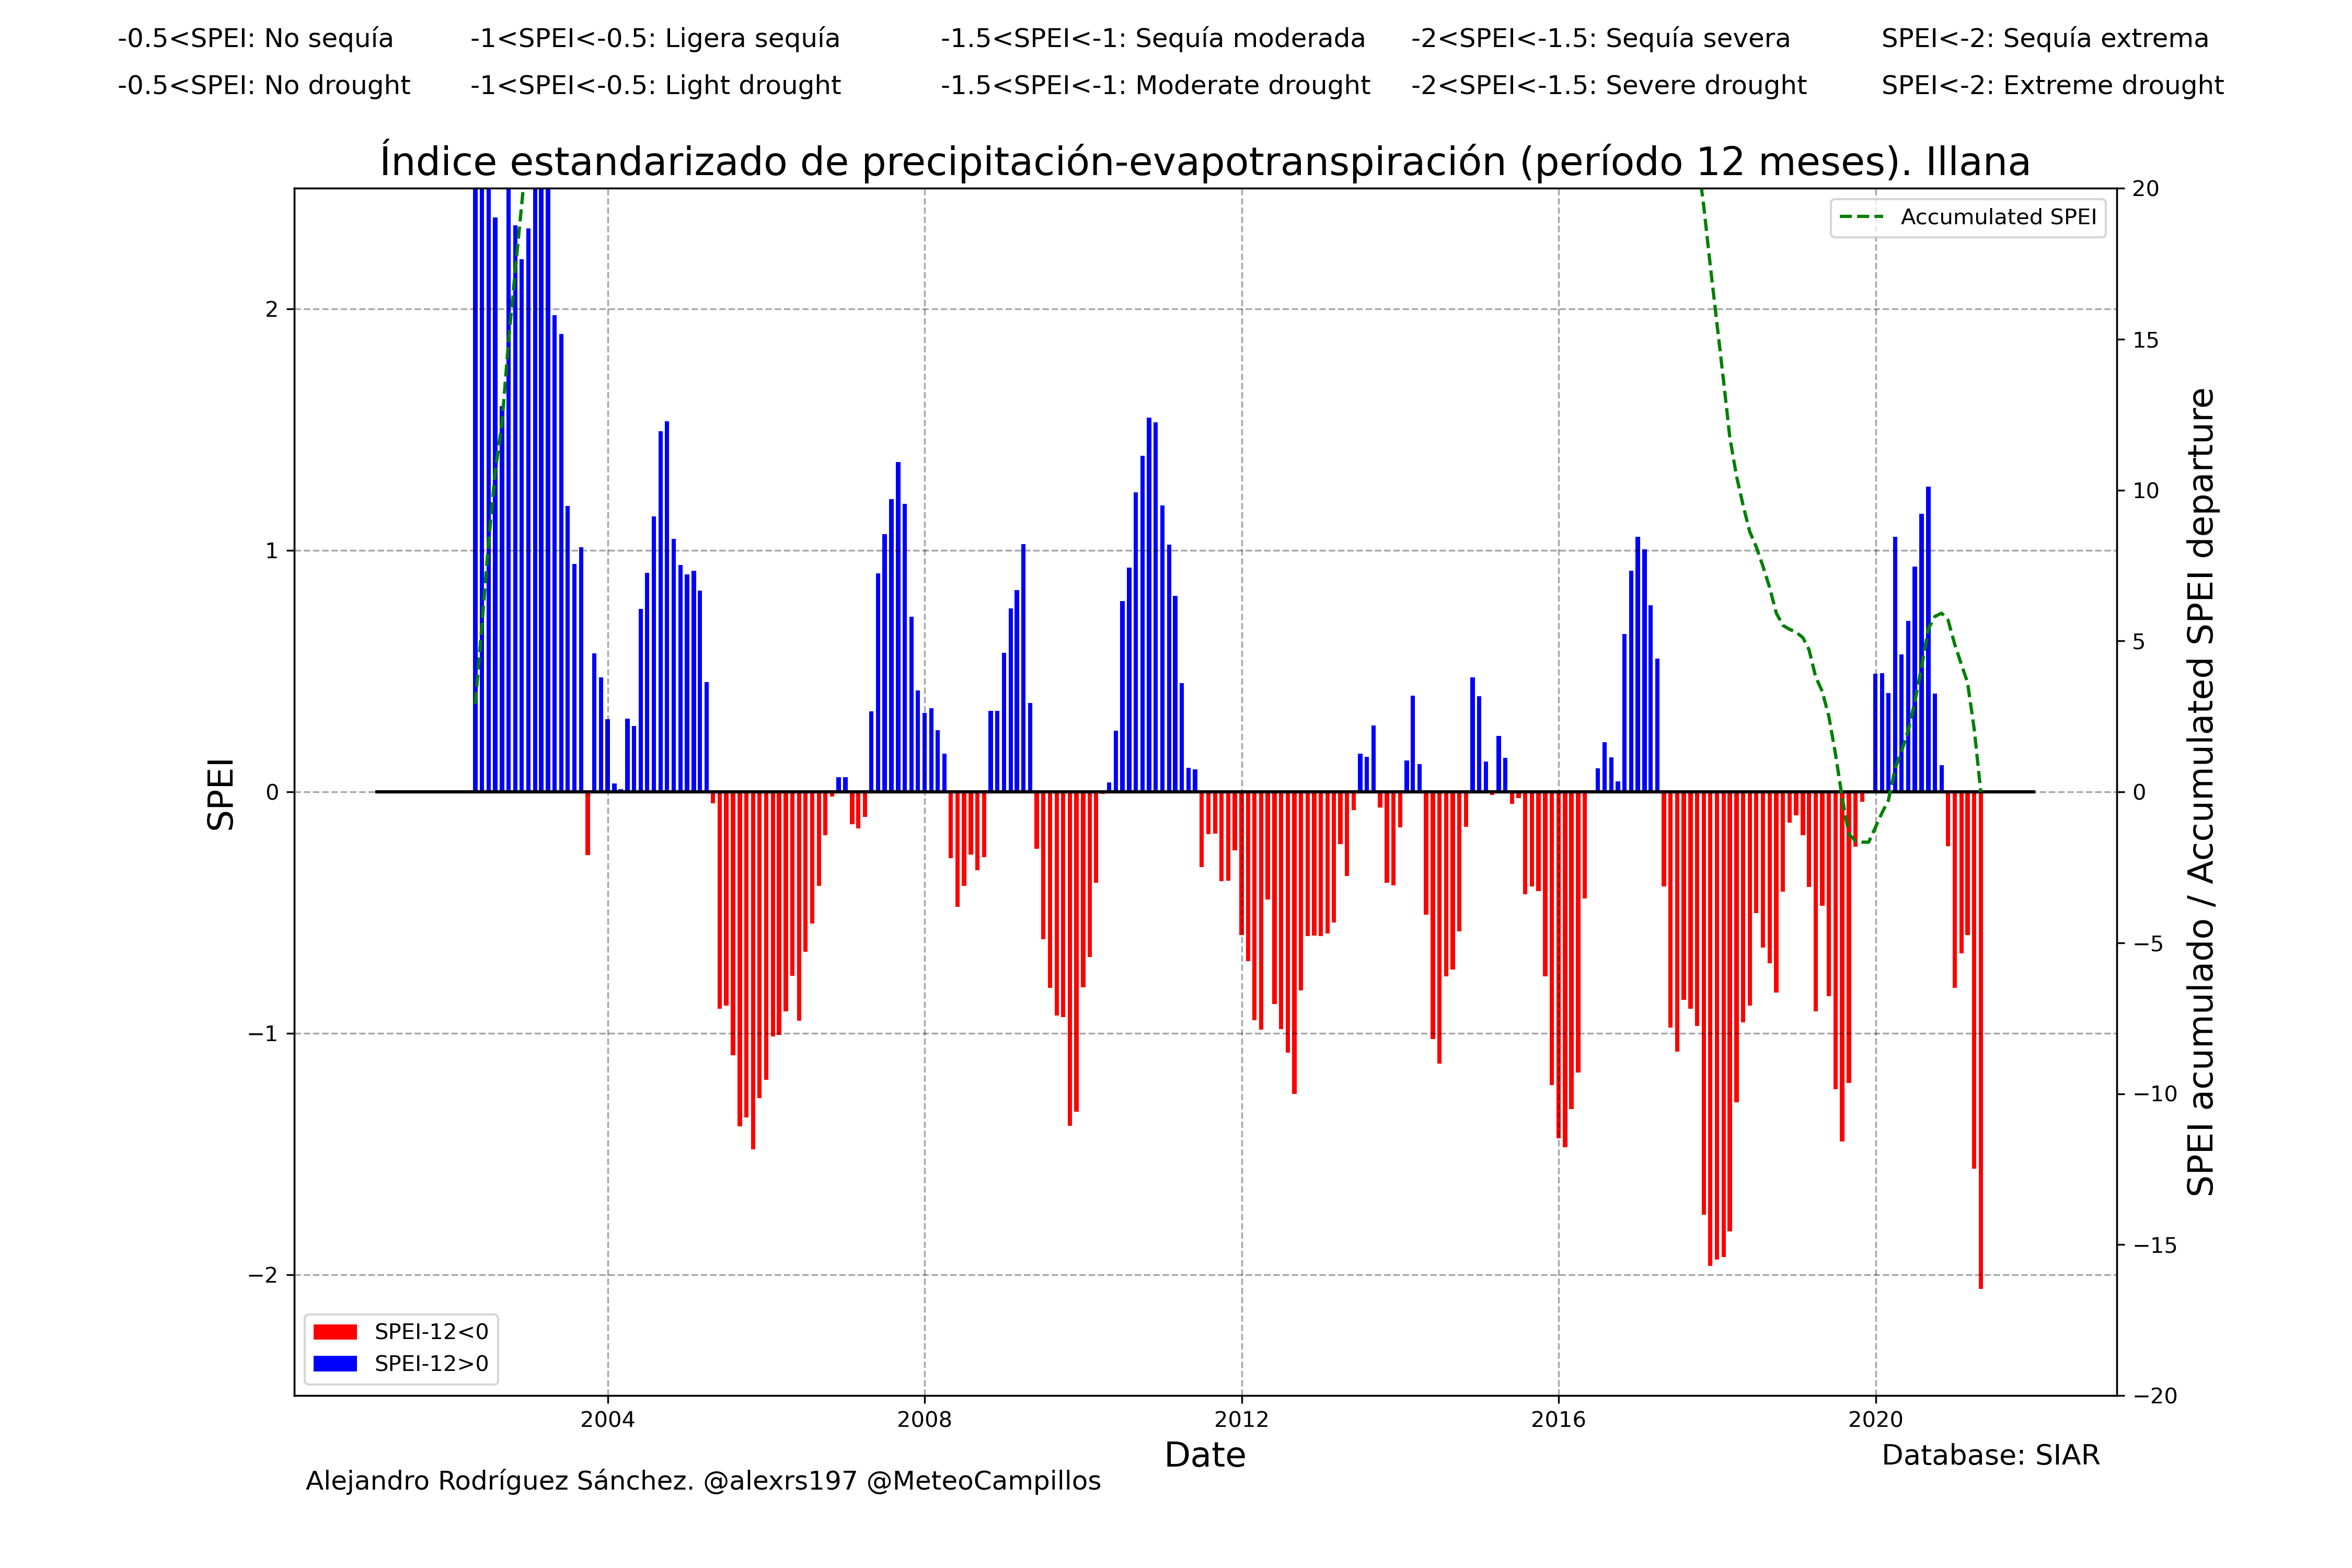 -0.5<SPEI: No sequía -1<SPEI<-0.5: Ligera sequía -1.5<SPEI<-1: Sequía moderada -2<SPEI<-1.5: Sequía severa SPEI<-2: Sequía extrema
-0.5<SPEI: No drought -1<SPEI<-0.5: Light drought -1.5<SPEI<-1: Moderate drought -2<SPEI<-1.5: Severe drought SPEI<-2: Extreme drought
Índice estandarizado de precipitación-evapotranspiración (período 12 meses). Illana
SPEI
2
1
0
−1
−2
Accumulated SPEI
20
15
10
5
0
−5
−10
−15
−20
SPEI acumulado / Accumulated SPEI departure
SPEI-12<0
SPEI-12>0
2004 2008 2012 2016 2020
Date
Database: SIAR
Alejandro Rodríguez Sánchez. @alexrs197 @MeteoCampillos